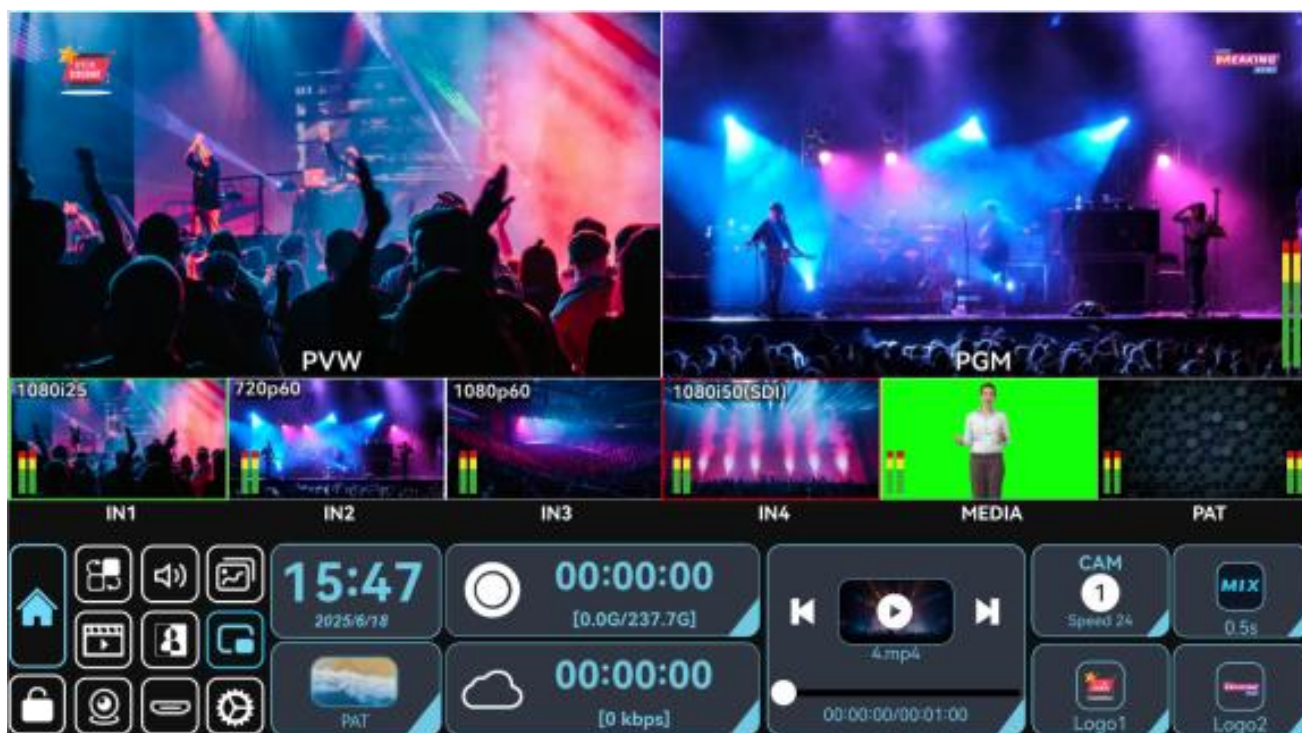 BREAKING
PVW
PGM
1080i25
720p60
1080p60
1080i50(SDI)
IN1
IN2
IN3
IN4
MEDIA
PAT
15:47
2025/6/18
00:00:00
[0.0G/237.7G]
4.mp4
CAM
1
Speed 24
MIX
0.5s
PAT
00:00:00
[0 kbps]
00:00:00/00:01:00
Logo1
Logo2